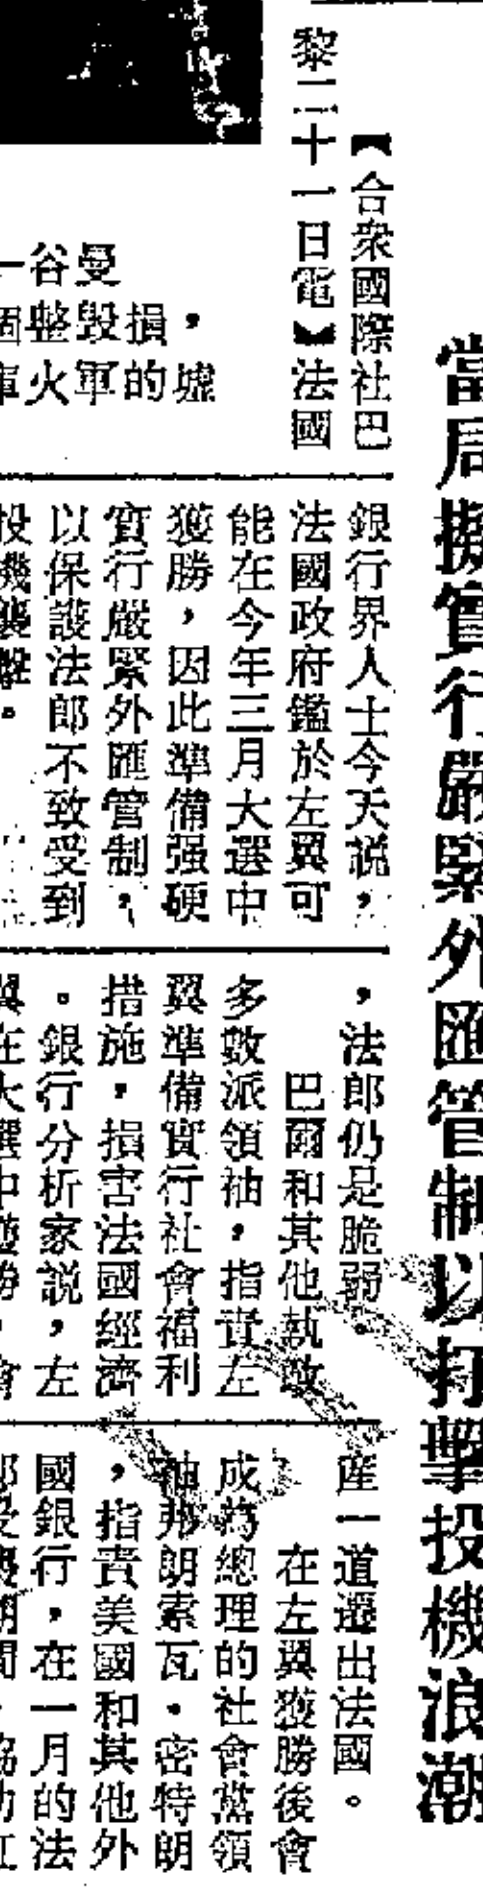 當局擬實行嚴緊外匯管制以打擊投機浪潮
【合衆國際社巴
黎二十一日電】法國
銀行界人士今天説，
法國政府鑑於左翼可
能在今年三月大選中
獲勝，因此準備强硬
實行嚴緊外匯管制，
以保護法郎不致受到
投機襲擊。
，法郎仍是脆弱。
巴爾和其他執政
多數派領袖，指責左
翼準備實行社會福利
措施，損害法國經濟
。銀行分析家説，左
翼在大選中獲勝，會
産一道遷出法國。
在左翼獲勝後會
成為總理的社會黨領
袖弗朗索瓦·密特朗
，指責美國和其他外
國銀行，在一月的法
谷曼
整毀損，
火軍的墟